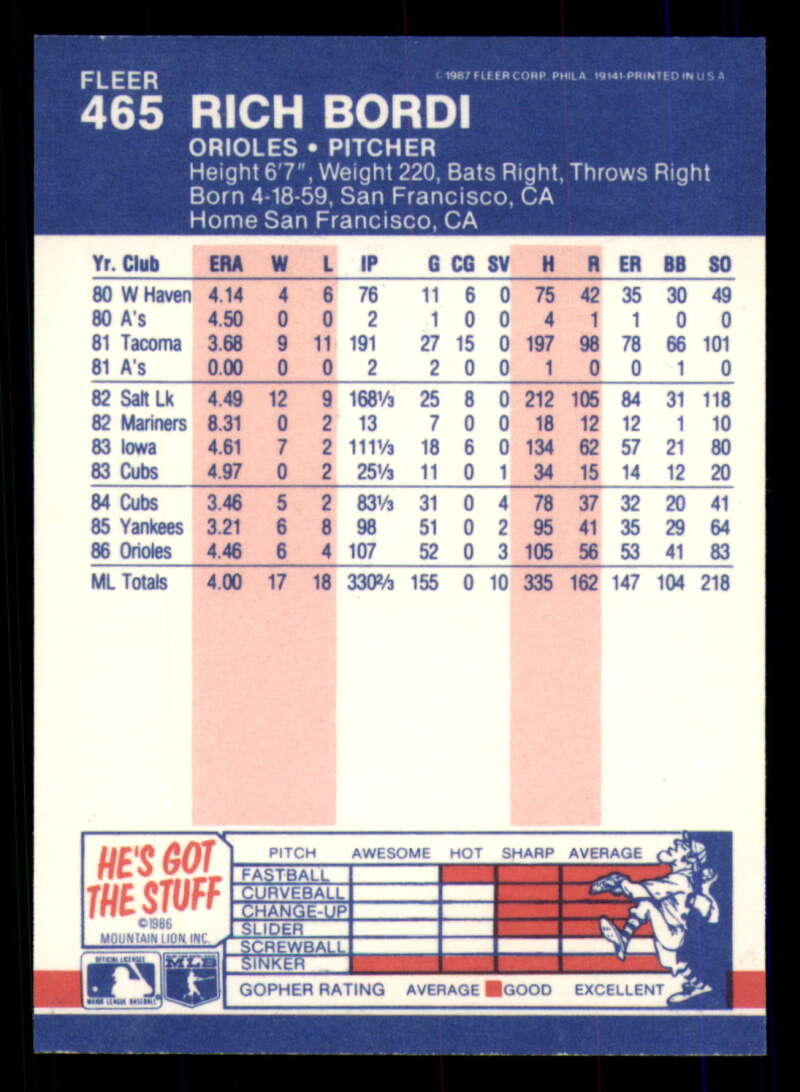 FLEER
© 1987 FLEER CORP. PHILA. 19141-PRINTED IN U S A
465 RICH BORDI
ORIOLES • PITCHER
Height 6'7", Weight 220, Bats Right, Throws Right
Born 4-18-59, San Francisco, CA
Home San Francisco, CA
Yr. Club ERA W L IP G CG SV H R ER BB SO
80 W Haven 4.14 4 6 76 11 6 0 75 42 35 30 49
80 A's 4.50 0 0 2 1 0 0 4 1 1 0 0
81 Tacoma 3.68 9 11 191 27 15 0 197 98 78 66 101
81 A's 0.00 0 0 2 2 0 0 1 0 0 1 0
82 Salt Lk 4.49 12 9 168⅓ 25 8 0 212 105 84 31 118
82 Mariners 8.31 0 2 13 7 0 0 18 12 12 1 10
83 Iowa 4.61 7 2 111⅓ 18 6 0 134 62 57 21 80
83 Cubs 4.97 0 2 25⅓ 11 0 1 34 15 14 12 20
84 Cubs 3.46 5 2 83⅓ 31 0 4 78 37 32 20 41
85 Yankees 3.21 6 8 98 51 0 2 95 41 35 29 64
86 Orioles 4.46 6 4 107 52 0 3 105 56 53 41 83
ML Totals 4.00 17 18 330⅔ 155 0 10 335 162 147 104 218
HE'S GOT
THE STUFF
©1986
MOUNTAIN LION, INC.
OFFICIAL LICENSEE
MAJOR LEAGUE BASEBALL
MLB
PITCH AWESOME HOT SHARP AVERAGE
FASTBALL
CURVEBALL
CHANGE-UP
SLIDER
SCREWBALL
SINKER
GOPHER RATING AVERAGE GOOD EXCELLENT